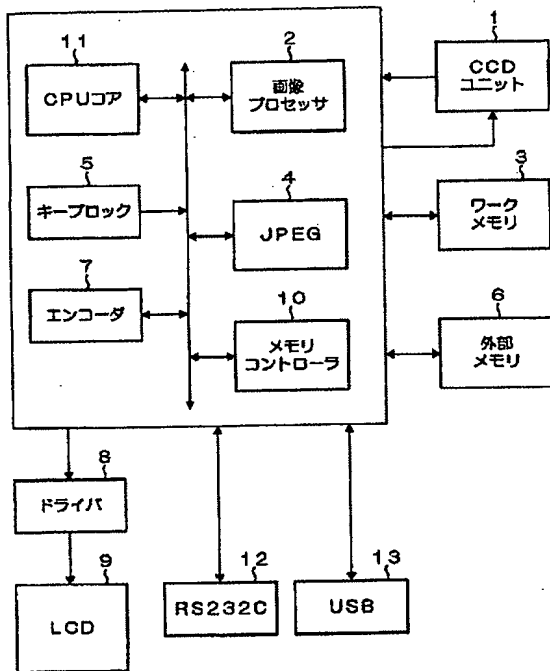 11
CPUコア
2
画像
プロセッサ
1
CCD
ユニット
5
キーブロック
4
JPEG
3
ワーク
メモリ
7
エンコーダ
10
メモリ
コントローラ
6
外部
メモリ
8
ドライバ
9
LCD
12
RS232C
13
USB